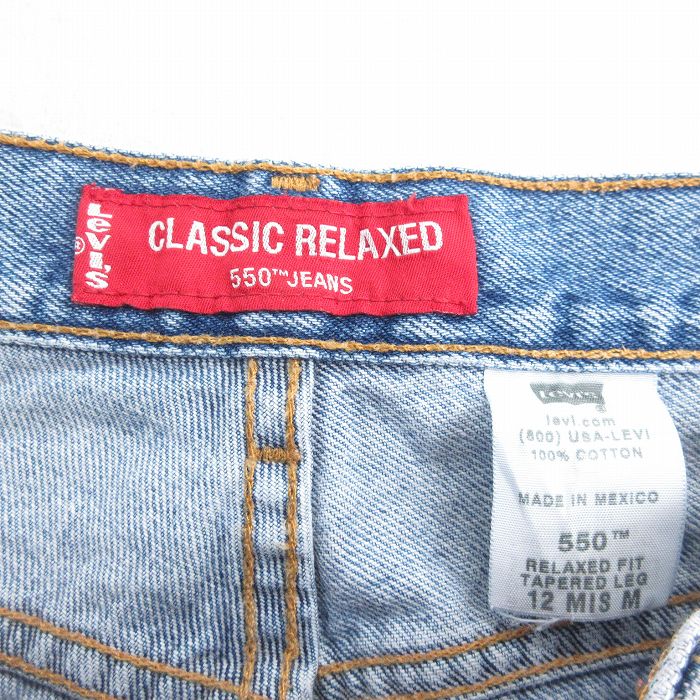 LEVI'S ®
CLASSIC RELAXED
550™ JEANS
Levi's
levi.com
(800) USA-LEVI
100% COTTON
MADE IN MEXICO
550™
RELAXED FIT
TAPERED LEG
12 MIS M